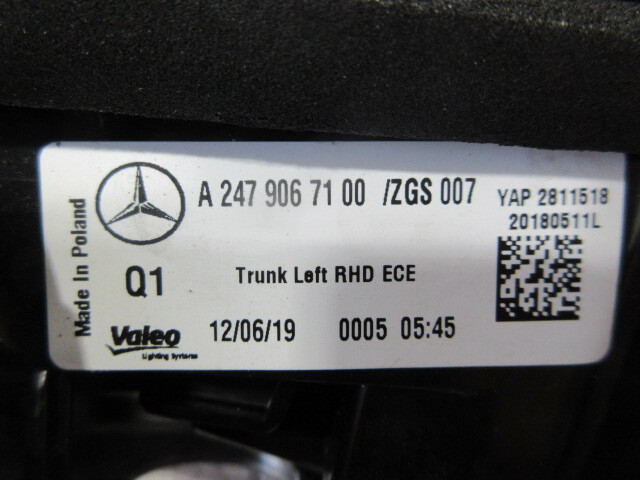 Made In Poland
A 247 906 71 00 /ZGS 007
YAP 2811518
20180511L
Q1
Trunk Left RHD ECE
Valeo
Lighting Systems
12/06/19 0005 05:45